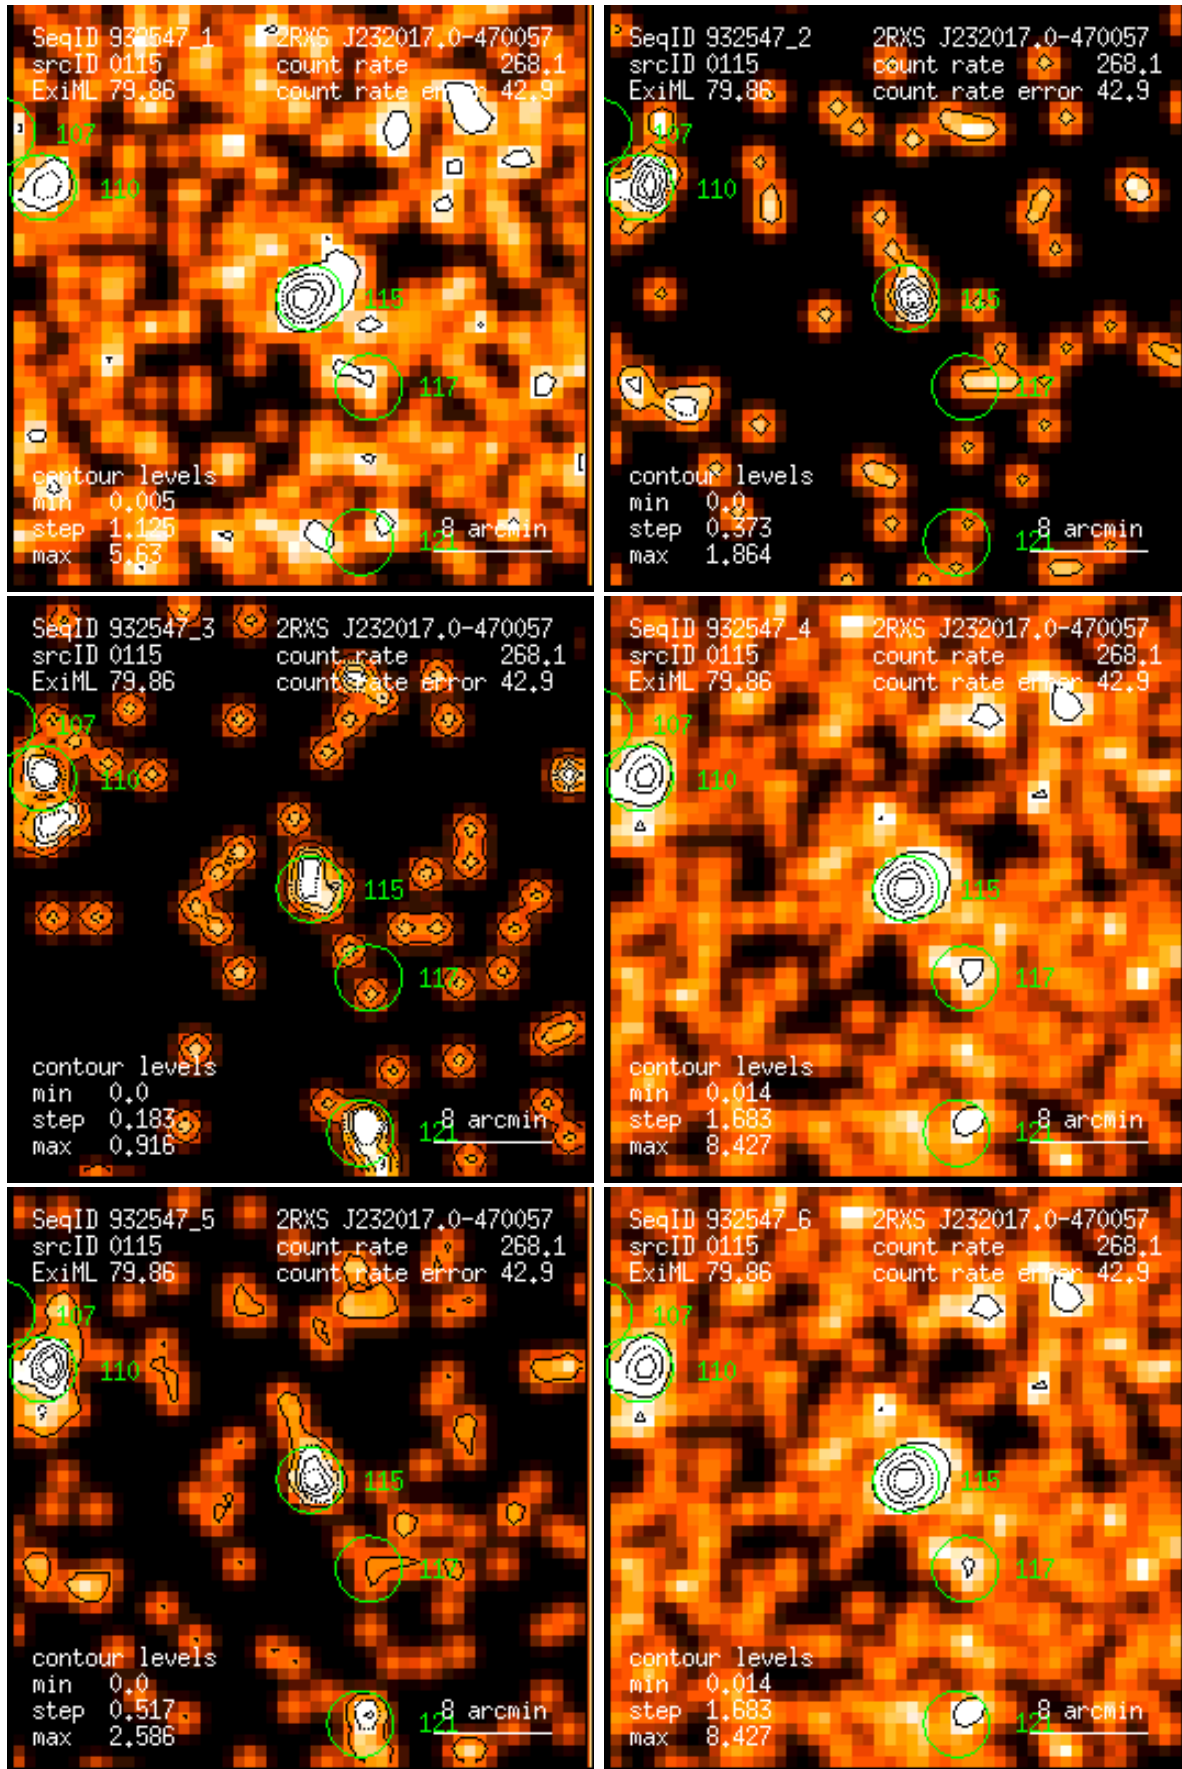 SeqID 932547_1 2RXS J232017.0-470057
srcID 0115 count rate 268.1
ExiML 79.86 count rate error 42.9
107
110
115
117
contour levels
min 0.005
step 1.125 8 arcmin
121
max 5.63
SeqID 932547_2 2RXS J232017.0-470057
srcID 0115 count rate 268.1
ExiML 79.86 count rate error 42.9
107
110
115
117
contour levels
min 0.0
step 0.373 8 arcmin
121
max 1.864
SeqID 932547_3 2RXS J232017.0-470057
srcID 0115 count rate 268.1
ExiML 79.86 count rate error 42.9
107
110
115
117
contour levels
min 0.0
step 0.183 8 arcmin
121
max 0.916
SeqID 932547_4 2RXS J232017.0-470057
srcID 0115 count rate 268.1
ExiML 79.86 count rate error 42.9
107
110
115
117
contour levels
min 0.014
step 1.683 8 arcmin
121
max 8.427
SeqID 932547_5 2RXS J232017.0-470057
srcID 0115 count rate 268.1
ExiML 79.86 count rate error 42.9
107
110
115
117
contour levels
min 0.0
step 0.517 8 arcmin
121
max 2.586
SeqID 932547_6 2RXS J232017.0-470057
srcID 0115 count rate 268.1
ExiML 79.86 count rate error 42.9
107
110
115
117
contour levels
min 0.014
step 1.683 8 arcmin
121
max 8.427